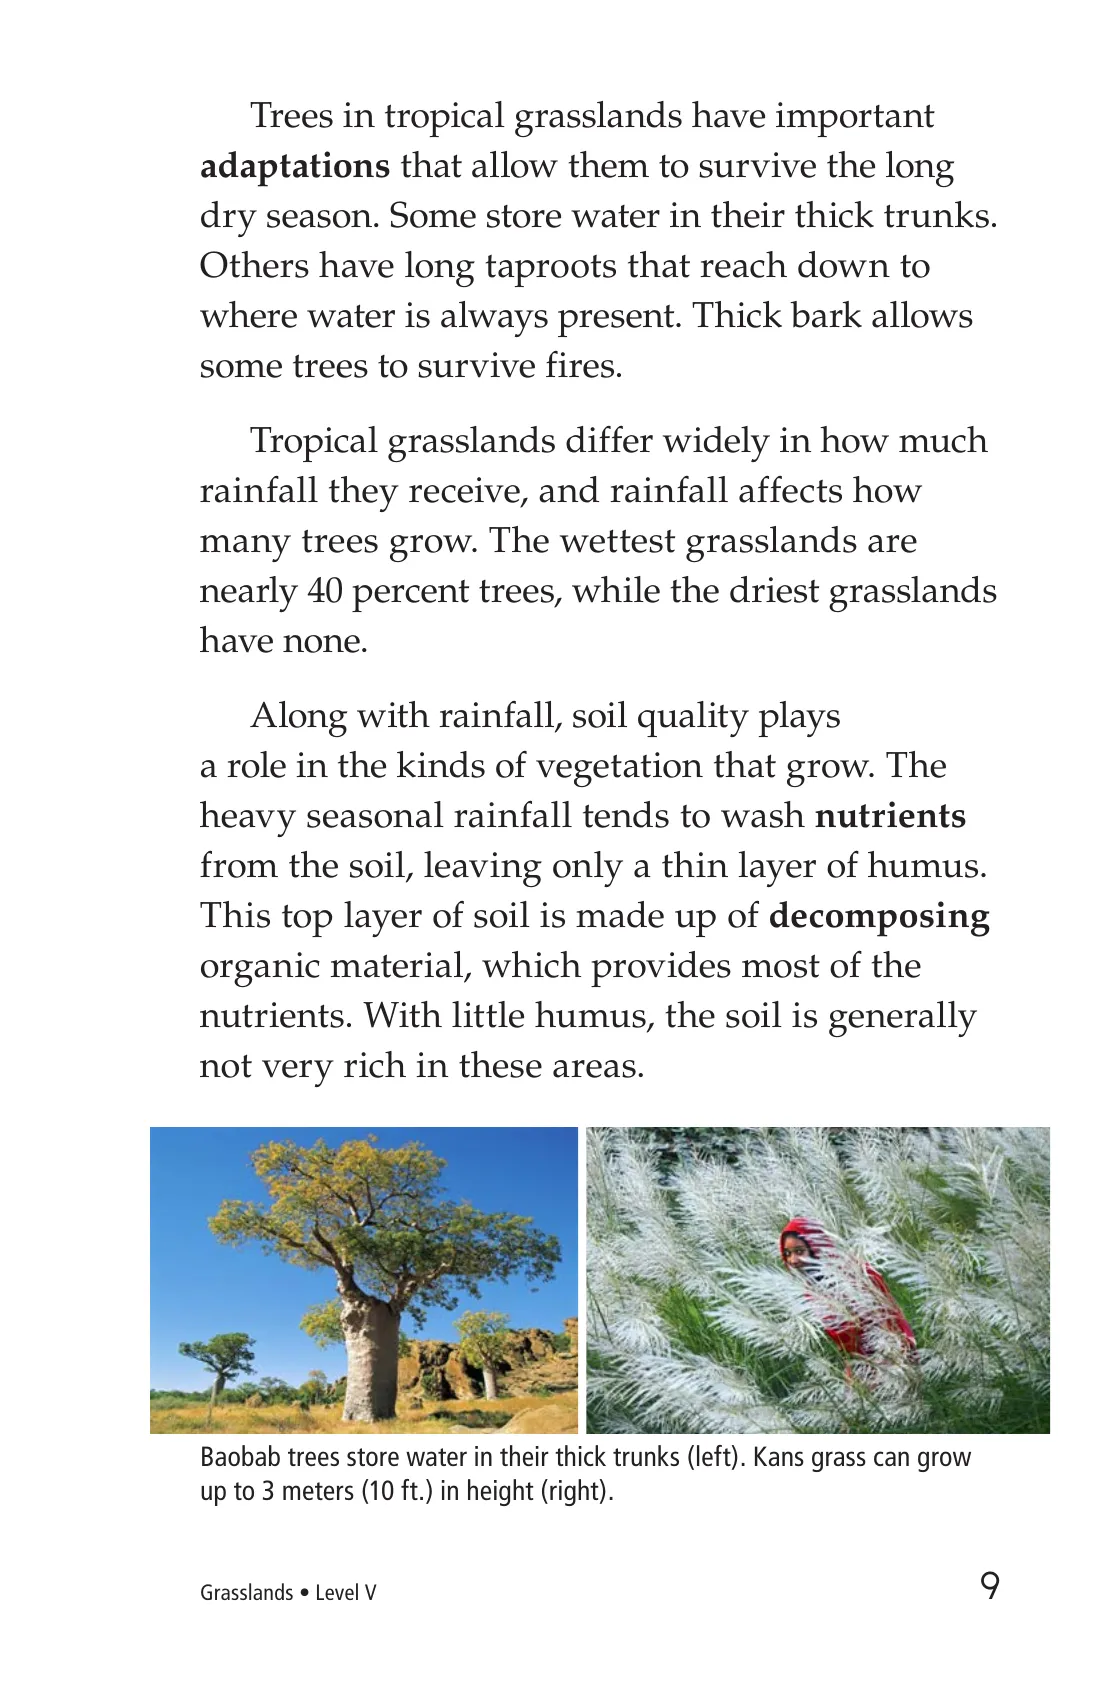 Trees in tropical grasslands have important
adaptations that allow them to survive the long
dry season. Some store water in their thick trunks.
Others have long taproots that reach down to
where water is always present. Thick bark allows
some trees to survive fires.
Tropical grasslands differ widely in how much
rainfall they receive, and rainfall affects how
many trees grow. The wettest grasslands are
nearly 40 percent trees, while the driest grasslands
have none.
Along with rainfall, soil quality plays
a role in the kinds of vegetation that grow. The
heavy seasonal rainfall tends to wash nutrients
from the soil, leaving only a thin layer of humus.
This top layer of soil is made up of decomposing
organic material, which provides most of the
nutrients. With little humus, the soil is generally
not very rich in these areas.
Baobab trees store water in their thick trunks (left). Kans grass can grow
up to 3 meters (10 ft.) in height (right).
Grasslands • Level V 9